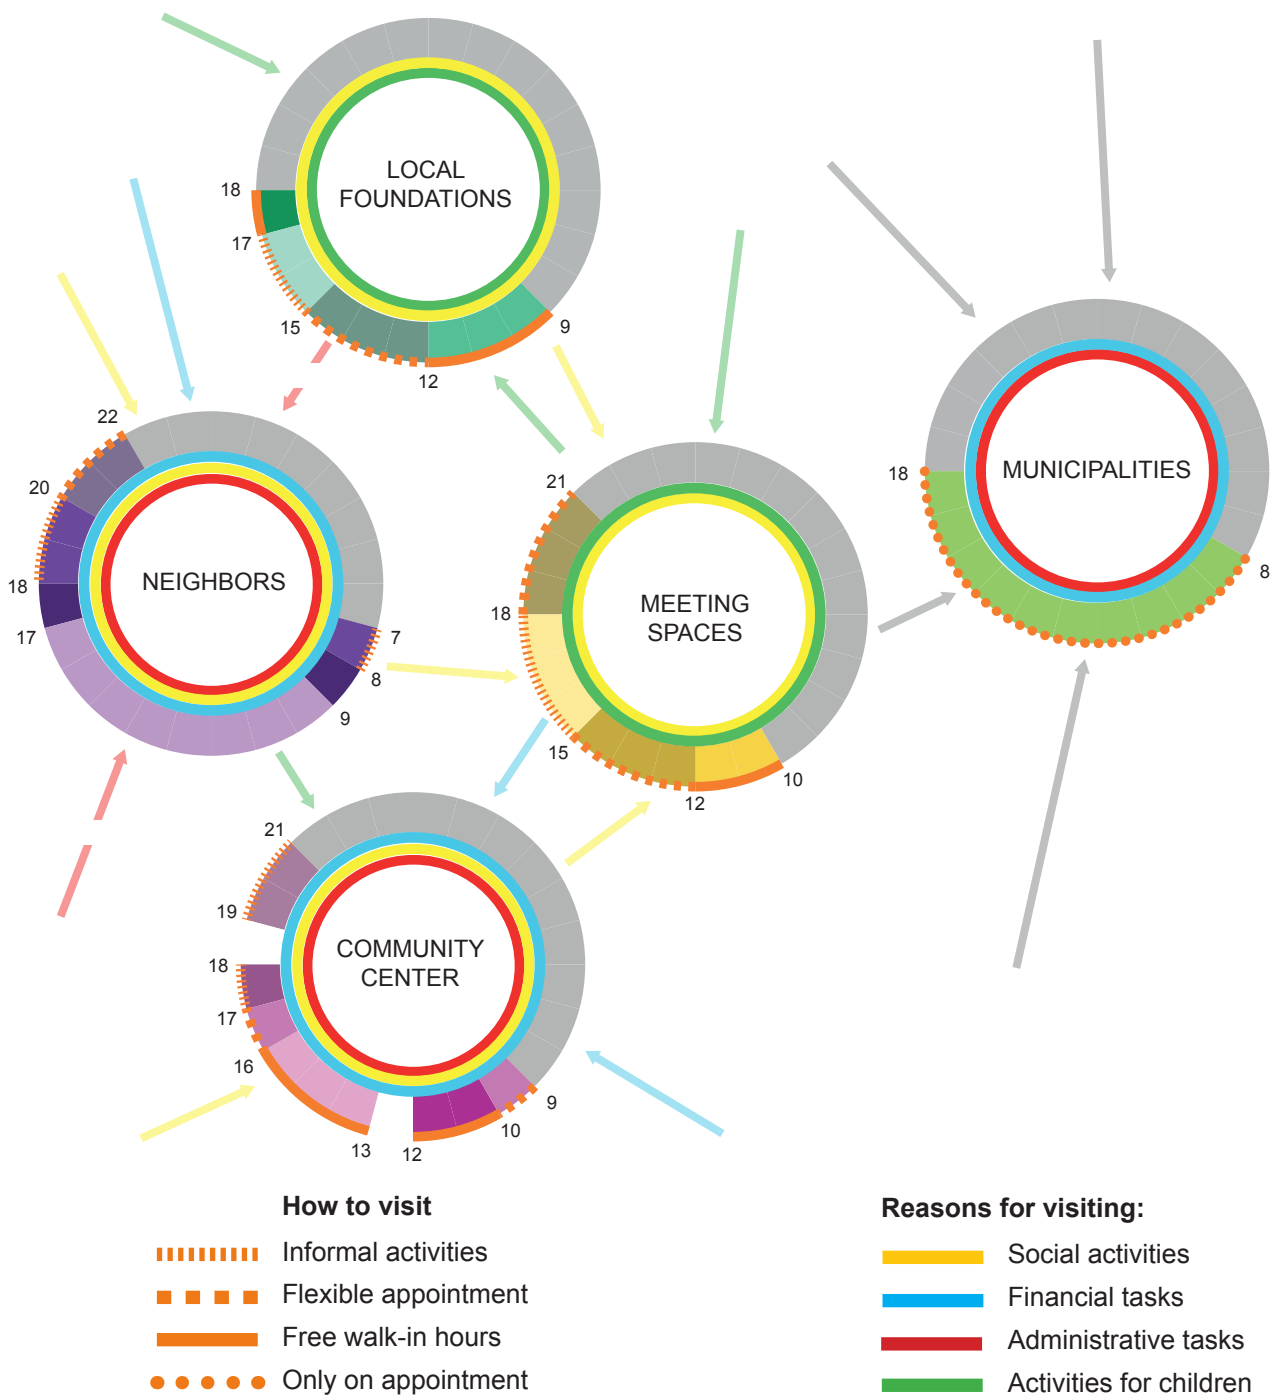 LOCAL
FOUNDATIONS
18
17
15
12
9
MUNICIPALITIES
18
8
NEIGHBORS
22
20
18
17
7
8
9
MEETING
SPACES
21
18
15
12
10
COMMUNITY
CENTER
21
19
18
17
16
13
12
10
9
How to visit
Informal activities
Flexible appointment
Free walk-in hours
Only on appointment
Reasons for visiting:
Social activities
Financial tasks
Administrative tasks
Activities for children